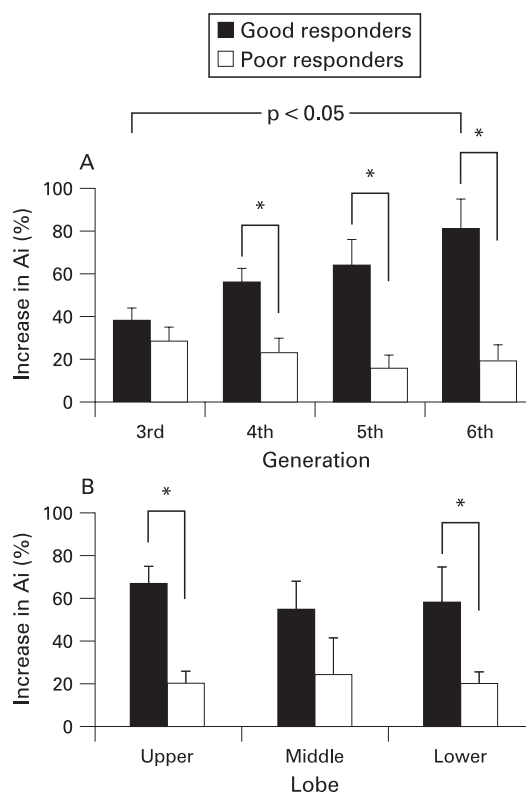 Good responders
Poor responders
p < 0.05
A
*
*
*
Increase in Ai (%)
100
80
60
40
20
0
3rd 4th 5th 6th
Generation
B
*
*
Increase in Ai (%)
100
80
60
40
20
0
Upper Middle Lower
Lobe